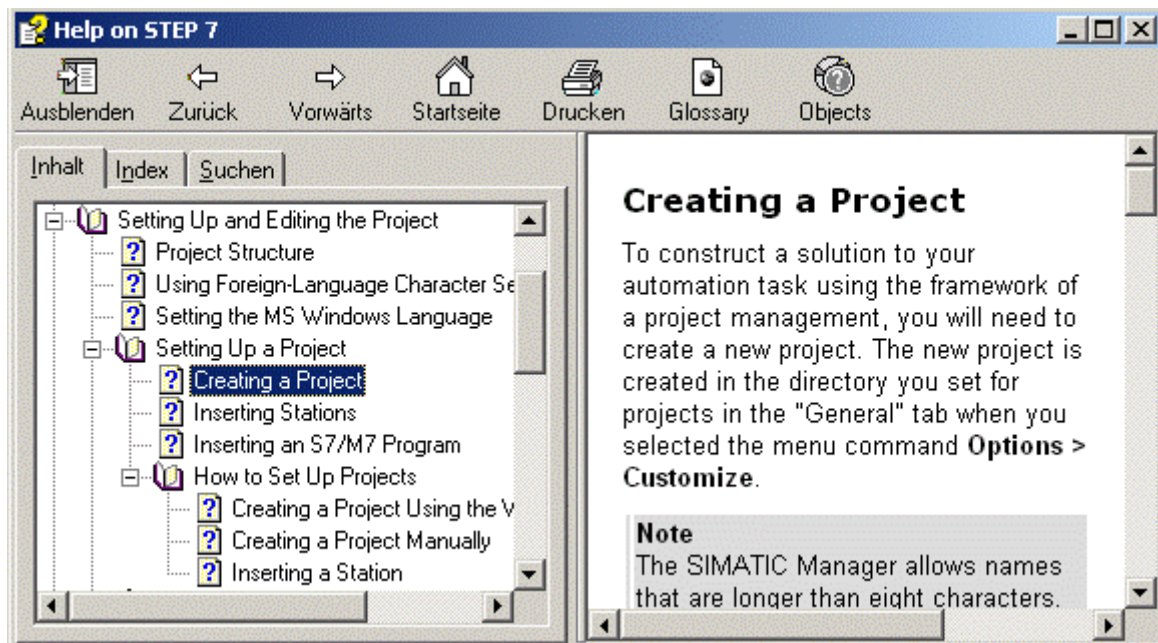 Help on STEP 7
Ausblenden Zurück Vorwärts Startseite Drucken Glossary Objects
Inhalt Index Suchen
Setting Up and Editing the Project
Project Structure
Using Foreign-Language Character Se
Setting the MS Windows Language
Setting Up a Project
Creating a Project
Inserting Stations
Inserting an S7/M7 Program
How to Set Up Projects
Creating a Project Using the W
Creating a Project Manually
Inserting a Station
Creating a Project
To construct a solution to your
automation task using the framework of
a project management, you will need to
create a new project. The new project is
created in the directory you set for
projects in the "General" tab when you
selected the menu command Options >
Customize.
Note
The SIMATIC Manager allows names
that are longer than eight characters.